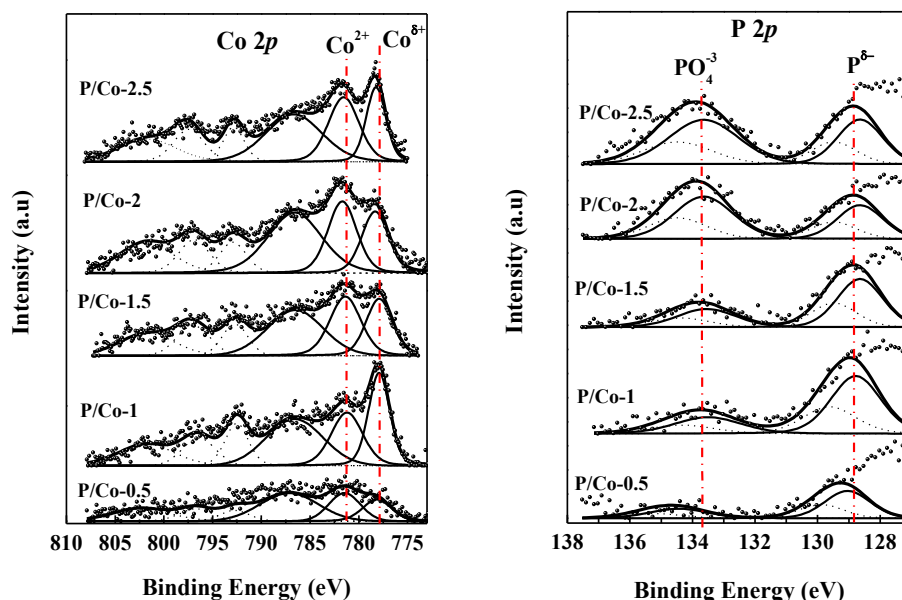 Co 2p
Co2+
Coδ+
P/Co-2.5
P/Co-2
P/Co-1.5
P/Co-1
P/Co-0.5
Intensity (a.u)
810 805 800 795 790 785 780 775
Binding Energy (eV)
P 2p
PO4-3
Pδ−
P/Co-2.5
P/Co-2
P/Co-1.5
P/Co-1
P/Co-0.5
Intensity (a.u)
138 136 134 132 130 128
Binding Energy (eV)